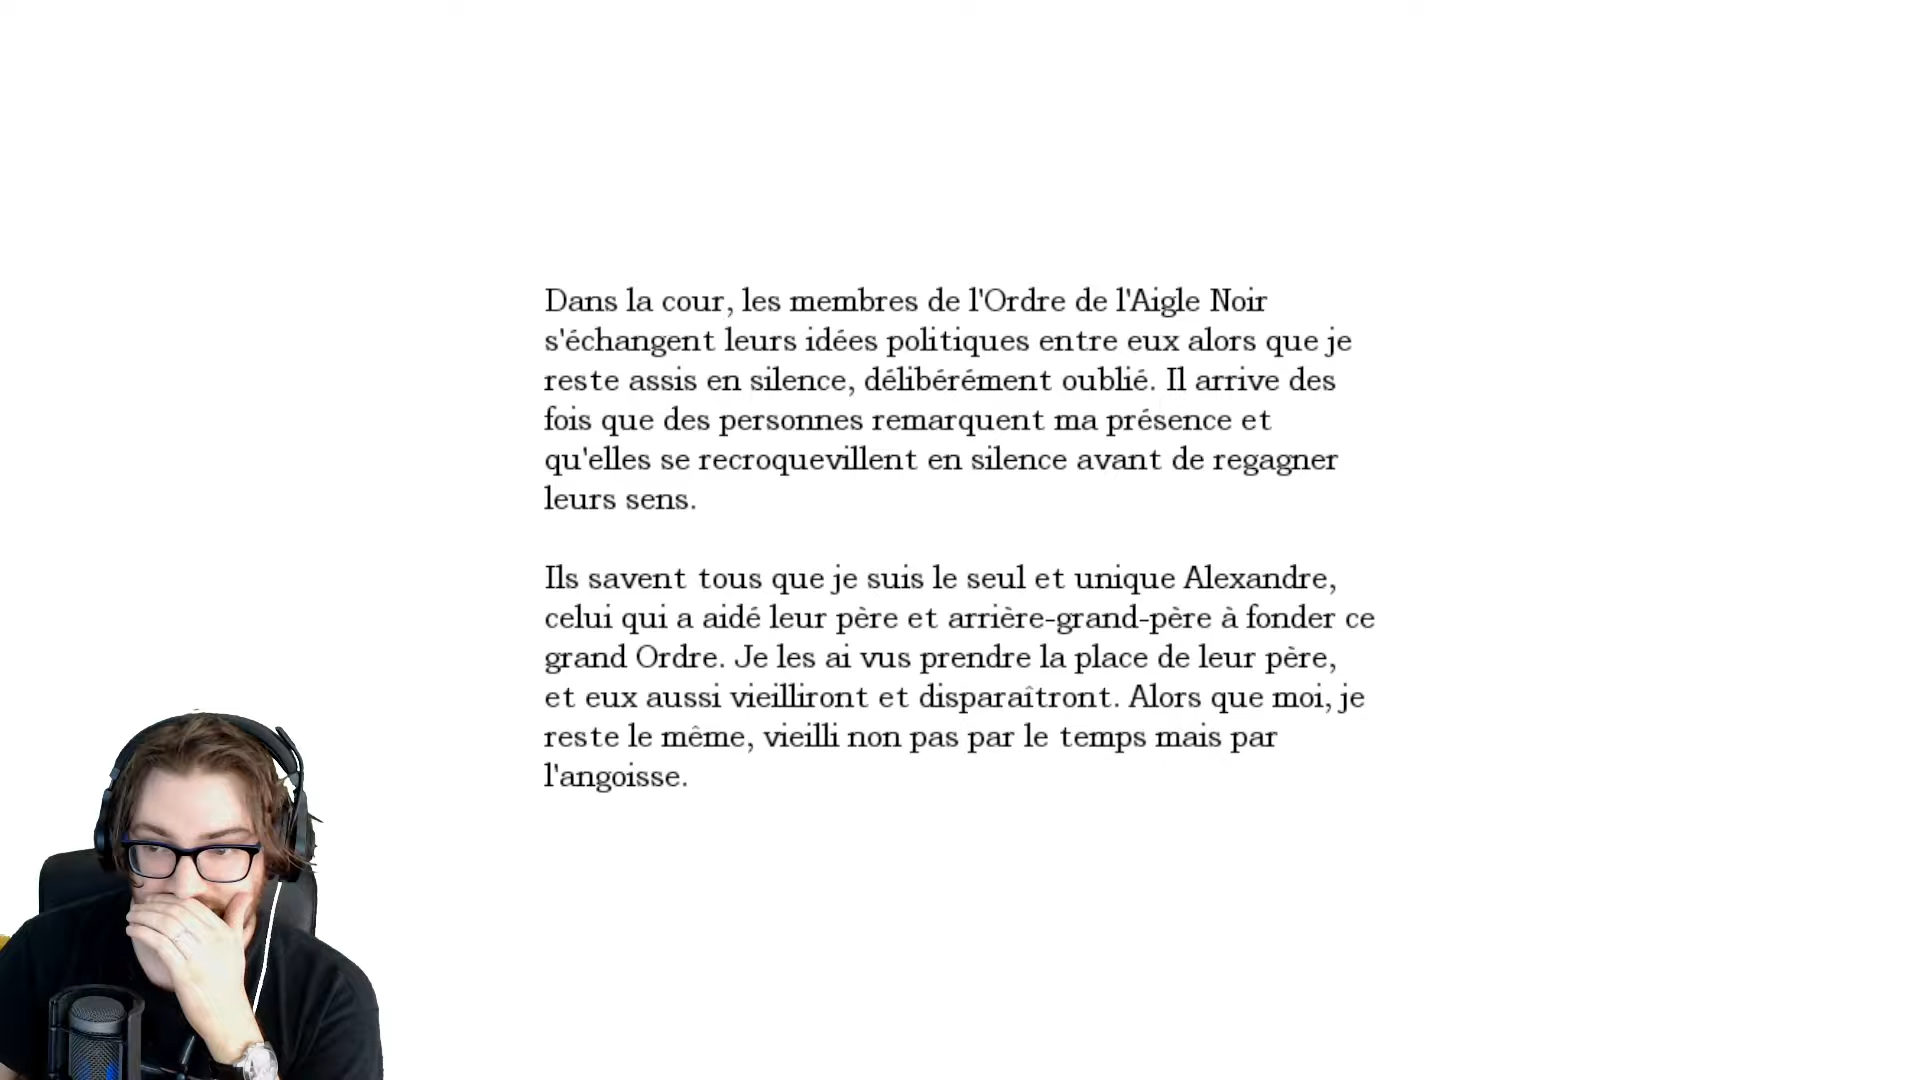 Dans la cour, les membres de l'Ordre de l'Aigle Noir
s'échangent leurs idées politiques entre eux alors que je
reste assis en silence, délibérément oublié. Il arrive des
fois que des personnes remarquent ma présence et
qu'elles se recroquevillent en silence avant de regagner
leurs sens.
Ils savent tous que je suis le seul et unique Alexandre,
celui qui a aidé leur père et arrière-grand-père à fonder ce
grand Ordre. Je les ai vus prendre la place de leur père,
et eux aussi vieilliront et disparaîtront. Alors que moi, je
reste le même, vieilli non pas par le temps mais par
l'angoisse.